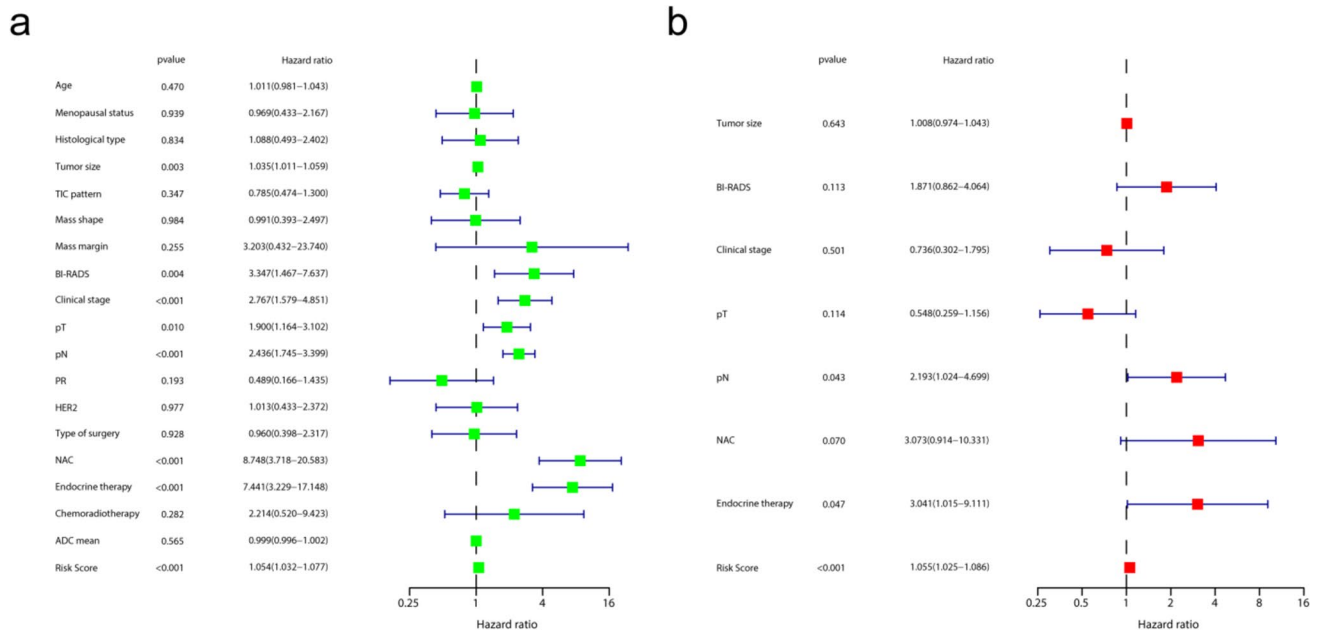 a
pvalue Hazard ratio
Age 0.470 1.011(0.981−1.043)
Menopausal status 0.939 0.969(0.433−2.167)
Histological type 0.834 1.088(0.493−2.402)
Tumor size 0.003 1.035(1.011−1.059)
TIC pattern 0.347 0.785(0.474−1.300)
Mass shape 0.984 0.991(0.393−2.497)
Mass margin 0.255 3.203(0.432−23.740)
BI-RADS 0.004 3.347(1.467−7.637)
Clinical stage <0.001 2.767(1.579−4.851)
pT 0.010 1.900(1.164−3.102)
pN <0.001 2.436(1.745−3.399)
PR 0.193 0.489(0.166−1.435)
HER2 0.977 1.013(0.433−2.372)
Type of surgery 0.928 0.960(0.398−2.317)
NAC <0.001 8.748(3.718−20.583)
Endocrine therapy <0.001 7.441(3.229−17.148)
Chemoradiotherapy 0.282 2.214(0.520−9.423)
ADC mean 0.565 0.999(0.996−1.002)
Risk Score <0.001 1.054(1.032−1.077)
0.25 1 4 16
Hazard ratio
b
pvalue Hazard ratio
Tumor size 0.643 1.008(0.974−1.043)
BI-RADS 0.113 1.871(0.862−4.064)
Clinical stage 0.501 0.736(0.302−1.795)
pT 0.114 0.548(0.259−1.156)
pN 0.043 2.193(1.024−4.699)
NAC 0.070 3.073(0.914−10.331)
Endocrine therapy 0.047 3.041(1.015−9.111)
Risk Score <0.001 1.055(1.025−1.086)
0.25 0.5 1 2 4 8 16
Hazard ratio